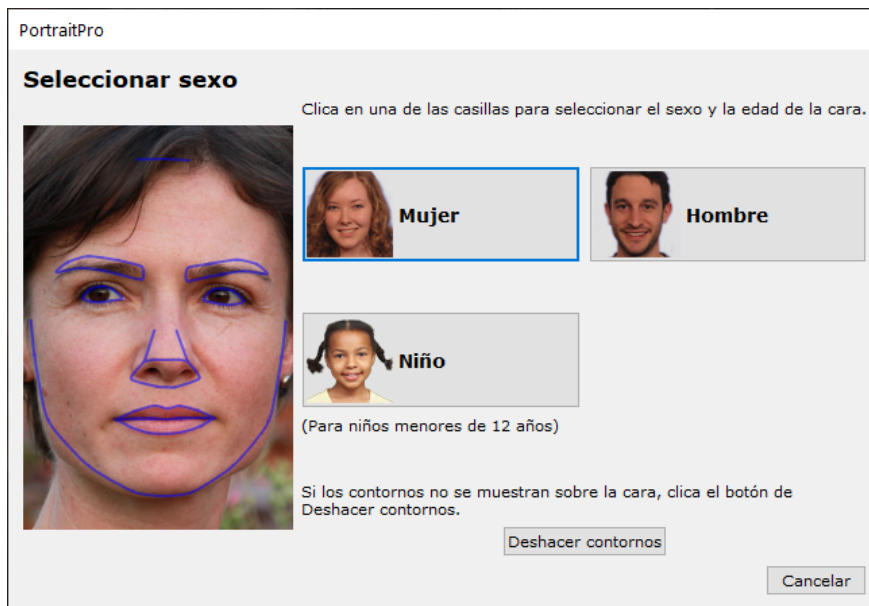 PortraitPro
Seleccionar sexo
Clica en una de las casillas para seleccionar el sexo y la edad de la cara.
Mujer
Hombre
Niño
(Para niños menores de 12 años)
Si los contornos no se muestran sobre la cara, clica el botón de
Deshacer contornos.
Deshacer contornos
Cancelar